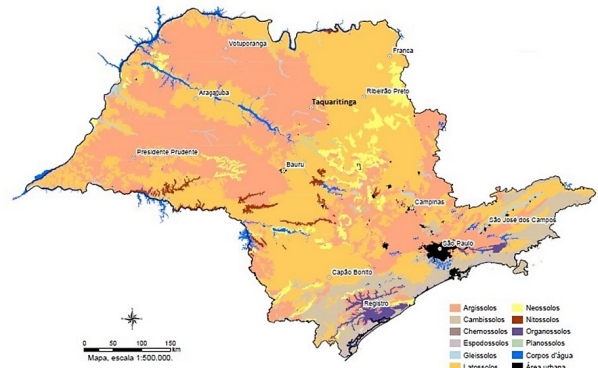 Votuporanga
Franca
Araçatuba
Ribeirão Preto
Taquaritinga
Presidente Prudente
Bauru
Campinas
São José dos Campos
São Paulo
Capão Bonito
Registro
0 50 100 150
km
Mapa, escala 1:500.000.
Argissolos
Cambissolos
Chernossolos
Espodossolos
Gleissolos
Latossolos
Neossolos
Nitossolos
Organossolos
Planossolos
Corpos d'água
Área urbana